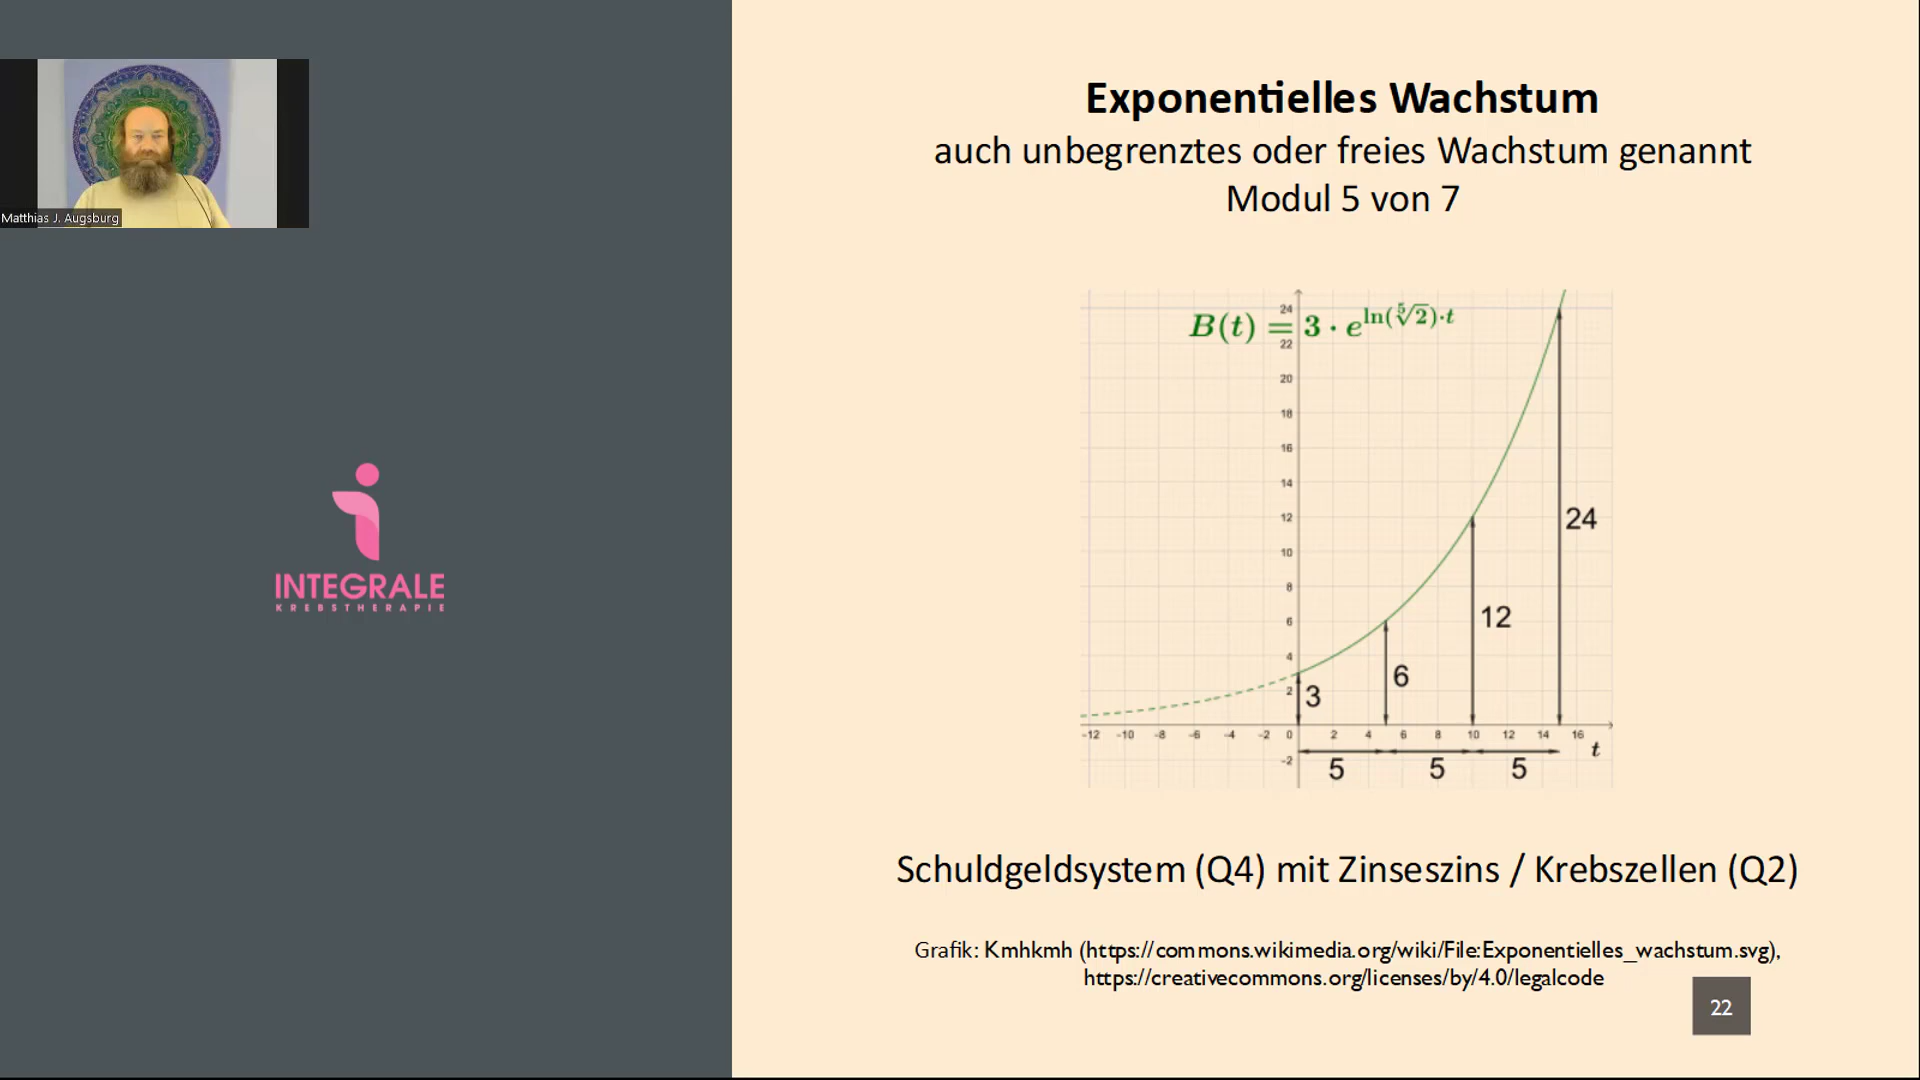 Matthias J. Augsburg
INTEGRALE
KREBSTHERAPIE
Exponentielles Wachstum
auch unbegrenztes oder freies Wachstum genannt
Modul 5 von 7
B(t) = 3 · e^{ln(⁵√2)·t}
24
22
20
18
16
14
12
10
8
6
4
2
-2
24
12
6
3
-12 -10 -8 -6 -4 -2 0 2 4 6 8 10 12 14 16
t
5 5 5
Schuldgeldsystem (Q4) mit Zinseszins / Krebszellen (Q2)
Grafik: Kmhkmh (https://commons.wikimedia.org/wiki/File:Exponentielles_wachstum.svg),
https://creativecommons.org/licenses/by/4.0/legalcode
22